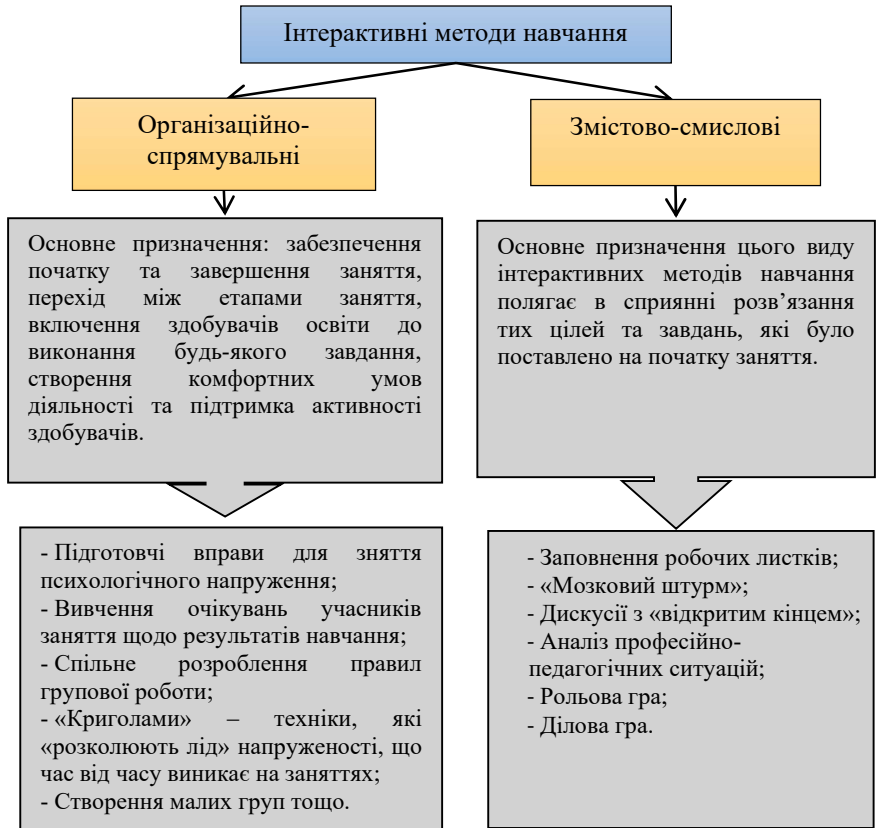 Інтерактивні методи навчання
Організаційно-
спрямувальні
Змістово-смислові
Основне призначення: забезпечення
початку та завершення заняття,
перехід між етапами заняття,
включення здобувачів освіти до
виконання будь-якого завдання,
створення комфортних умов
діяльності та підтримка активності
здобувачів.
Основне призначення цього виду
інтерактивних методів навчання
полягає в сприянні розв’язання
тих цілей та завдань, які було
поставлено на початку заняття.
- Підготовчі вправи для зняття
психологічного напруження;
- Вивчення очікувань учасників
заняття щодо результатів навчання;
- Спільне розроблення правил
групової роботи;
- «Криголами» – техніки, які
«розколюють лід» напруженості, що
час від часу виникає на заняттях;
- Створення малих груп тощо.
- Заповнення робочих листків;
- «Мозковий штурм»;
- Дискусії з «відкритим кінцем»;
- Аналіз професійно-
педагогічних ситуацій;
- Рольова гра;
- Ділова гра.